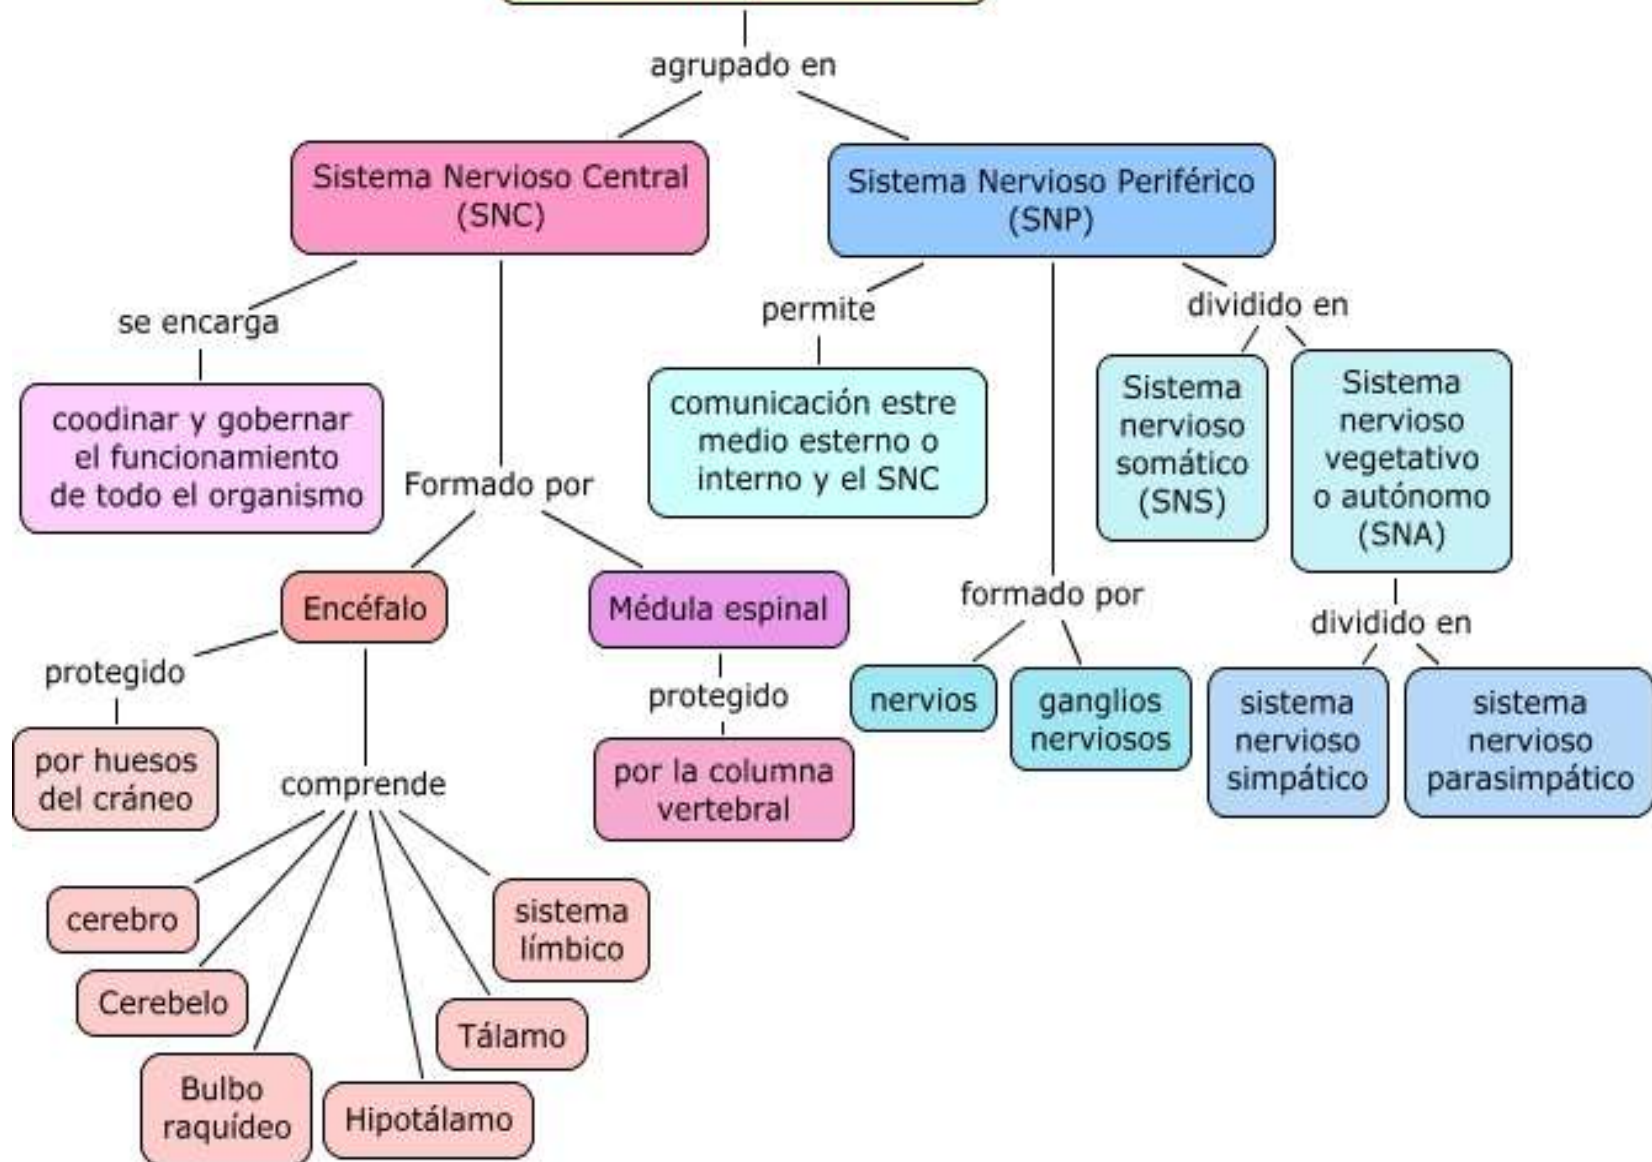 agrupado en
Sistema Nervioso Central
(SNC)
Sistema Nervioso Periférico
(SNP)
se encarga
coodinar y gobernar
el funcionamiento
de todo el organismo
Formado por
Encéfalo
protegido
por huesos
del cráneo
comprende
cerebro
Cerebelo
Bulbo
raquídeo
Hipotálamo
Tálamo
sistema
límbico
Médula espinal
protegido
por la columna
vertebral
permite
comunicación estre
medio esterno o
interno y el SNC
formado por
nervios
ganglios
nerviosos
dividido en
Sistema
nervioso
somático
(SNS)
Sistema
nervioso
vegetativo
o autónomo
(SNA)
dividido en
sistema
nervioso
simpático
sistema
nervioso
parasimpático